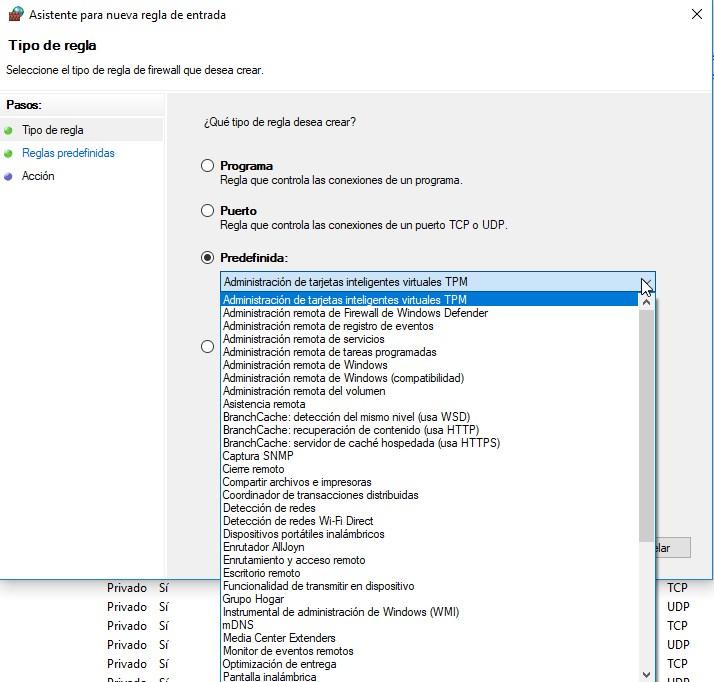 Asistente para nueva regla de entrada
Tipo de regla
Seleccione el tipo de regla de firewall que desea crear.
Pasos:
Tipo de regla
Reglas predefinidas
Acción
¿Qué tipo de regla desea crear?
Programa
Regla que controla las conexiones de un programa.
Puerto
Regla que controla las conexiones de un puerto TCP o UDP.
Predefinida:
Administración de tarjetas inteligentes virtuales TPM
Administración de tarjetas inteligentes virtuales TPM
Administración remota de Firewall de Windows Defender
Administración remota de registro de eventos
Administración remota de servicios
Administración remota de tareas programadas
Administración remota de Windows
Administración remota de Windows (compatibilidad)
Administración remota del volumen
Asistencia remota
BranchCache: detección del mismo nivel (usa WSD)
BranchCache: recuperación de contenido (usa HTTP)
BranchCache: servidor de caché hospedada (usa HTTPS)
Captura SNMP
Cierre remoto
Compartir archivos e impresoras
Coordinador de transacciones distribuidas
Detección de redes
Detección de redes Wi-Fi Direct
Dispositivos portátiles inalámbricos
Enrutador AllJoyn
Enrutamiento y acceso remoto
Escritorio remoto
Funcionalidad de transmitir en dispositivo
Grupo Hogar
Instrumental de administración de Windows (WMI)
mDNS
Media Center Extenders
Monitor de eventos remotos
Optimización de entrega
Pantalla inalámbrica
elar
Privado Sí TCP
Privado Sí UDP
Privado Sí TCP
Privado Sí UDP
Privado Sí TCP
Privado Sí UDP